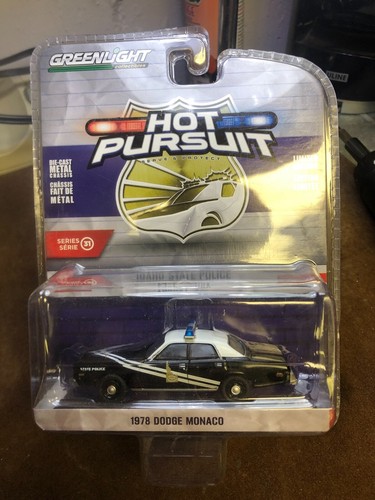 GREENLIGHT
HOT
PURSUIT
SERVE & PROTECT
DIE-CAST
METAL
CHASSIS
CHÂSSIS
FAIT DE
MÉTAL
SERIES
SÉRIE 31
IDAHO STATE POLICE
STATE POLICE
1978 DODGE MONACO